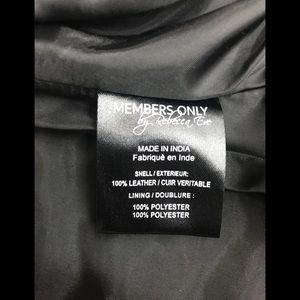 MEMBERS ONLY
by Rebecca Eve
MADE IN INDIA
Fabriqué en Inde
SHELL / EXTERIEUR:
100% LEATHER / CUIR VERITABLE
LINING / DOUBLURE :
100% POLYESTER
100% POLYESTER